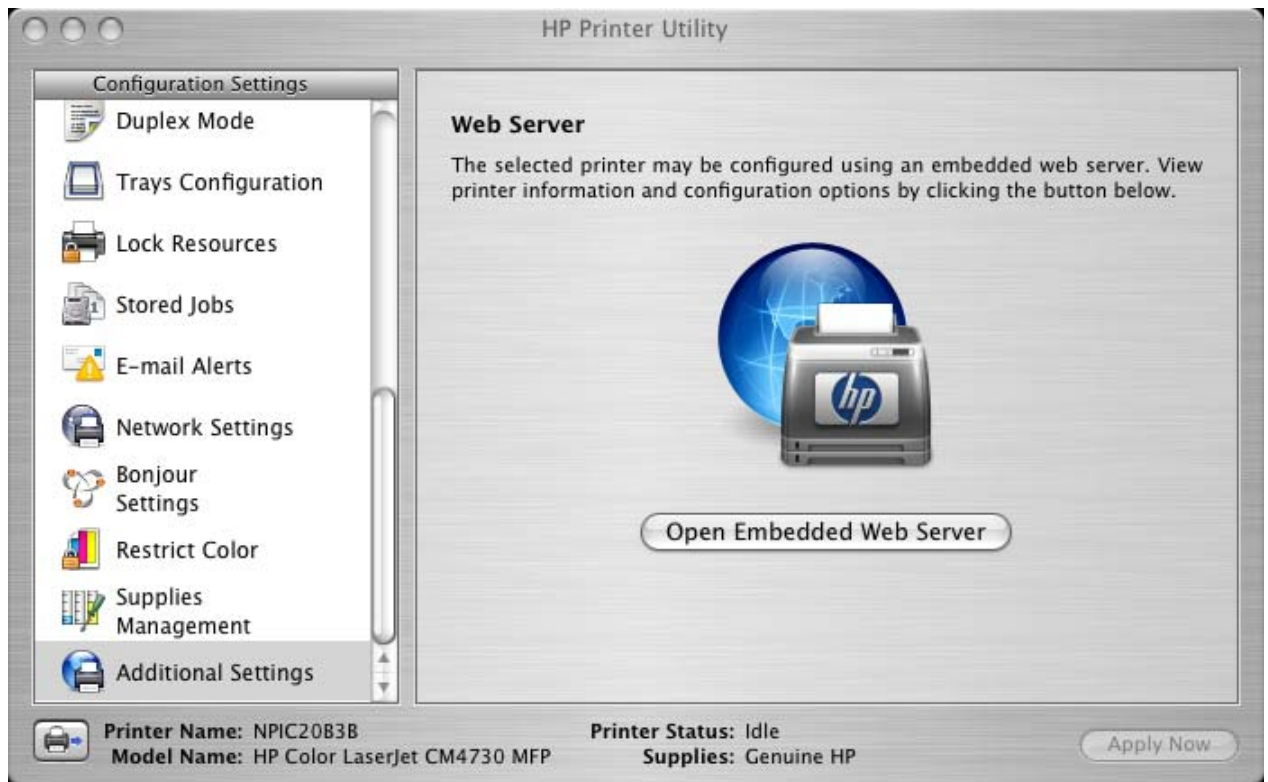 HP Printer Utility
Configuration Settings
Duplex Mode
Trays Configuration
Lock Resources
Stored Jobs
E-mail Alerts
Network Settings
Bonjour
Settings
Restrict Color
Supplies
Management
Additional Settings
Web Server
The selected printer may be configured using an embedded web server. View
printer information and configuration options by clicking the button below.
hp
Open Embedded Web Server
Printer Name: NPIC20B3B
Model Name: HP Color LaserJet CM4730 MFP
Printer Status: Idle
Supplies: Genuine HP
Apply Now